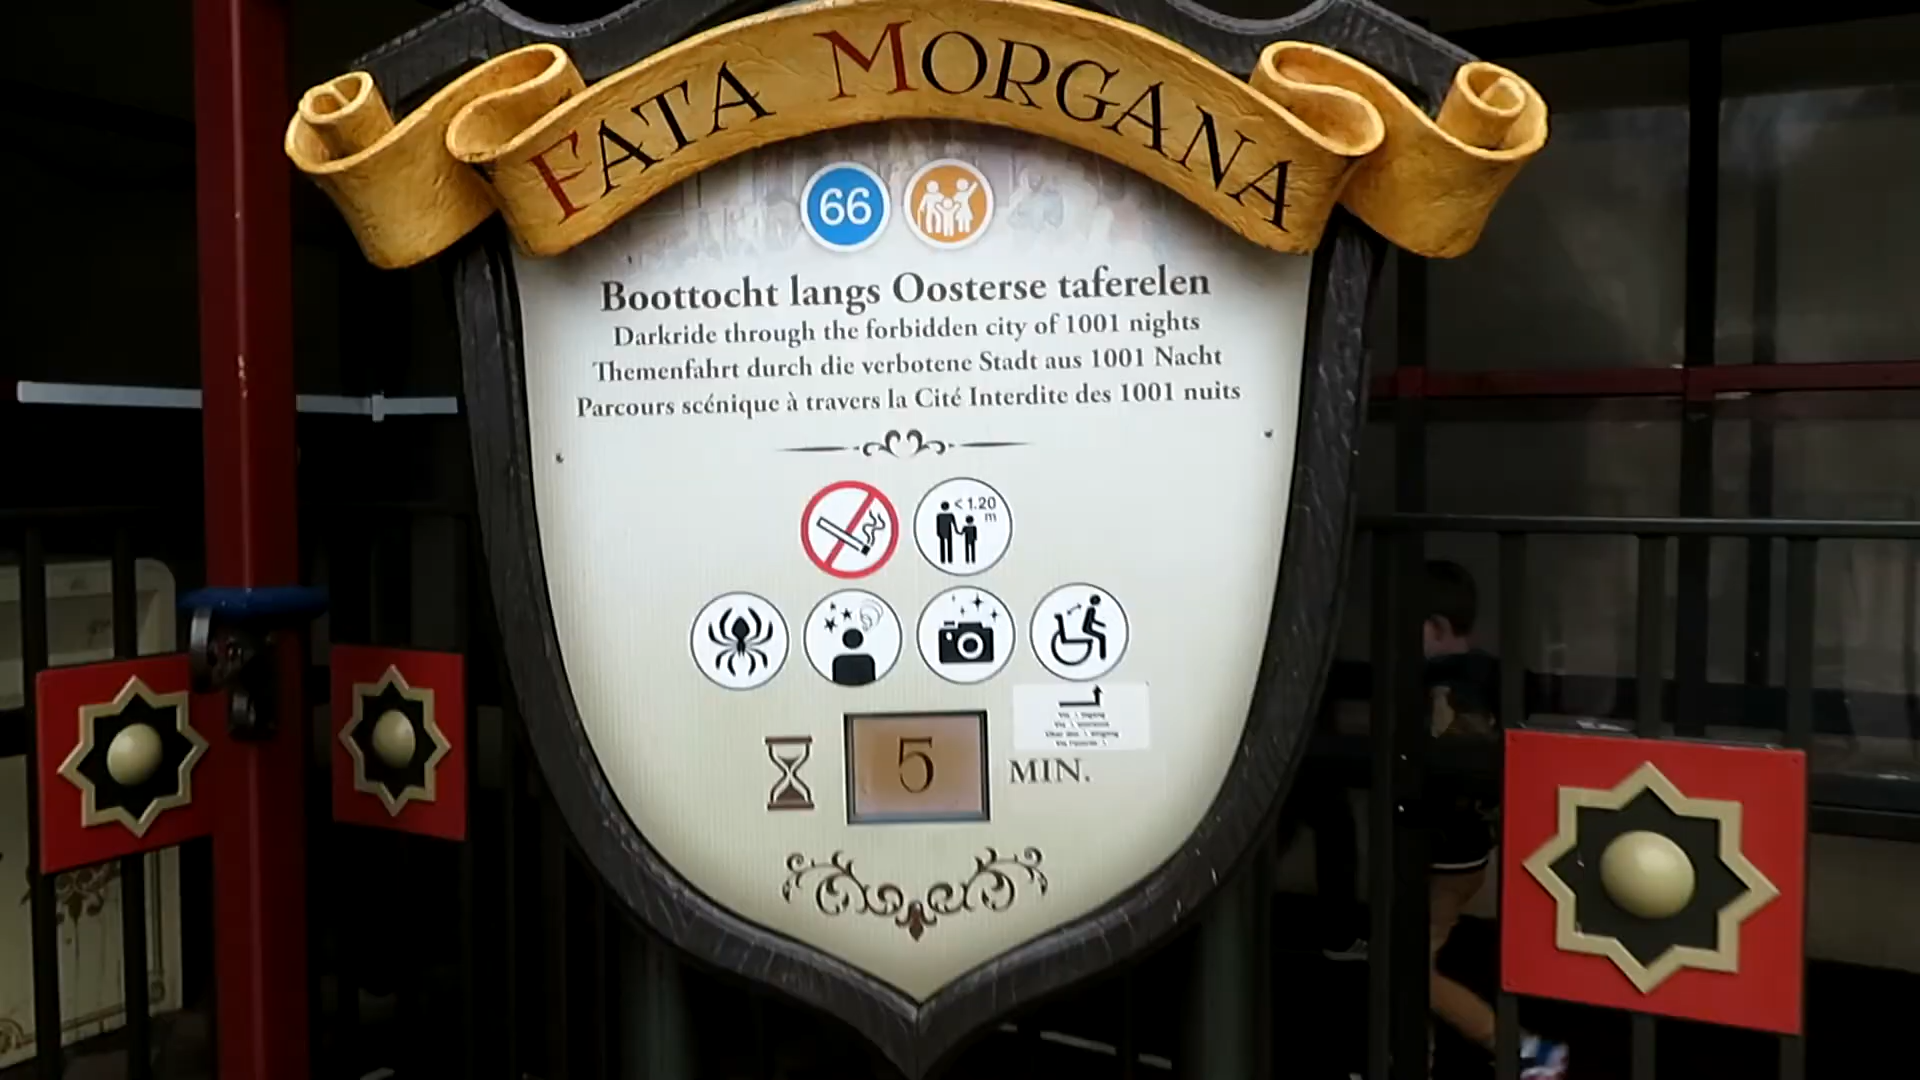 FATA MORGANA
66
Boottocht langs Oosterse taferelen
Darkride through the forbidden city of 1001 nights
Themenfahrt durch die verbotene Stadt aus 1001 Nacht
Parcours scénique à travers la Cité Interdite des 1001 nuits
< 1.20
m
5 MIN.